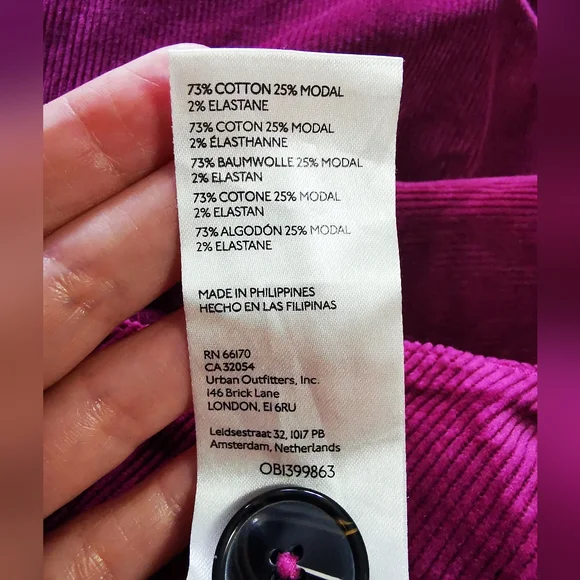 73% COTTON 25% MODAL
2% ELASTANE
73% COTON 25% MODAL
2% ÉLASTHANNE
73% BAUMWOLLE 25% MODAL
2% ELASTAN
73% COTONE 25% MODAL
2% ELASTAN
73% ALGODÓN 25% MODAL
2% ELASTANE
MADE IN PHILIPPINES
HECHO EN LAS FILIPINAS
RN 66170
CA 32054
Urban Outfitters, Inc.
146 Brick Lane
LONDON, E1 6RU
Leidsestraat 32, 1017 PB
Amsterdam, Netherlands
OB1399863